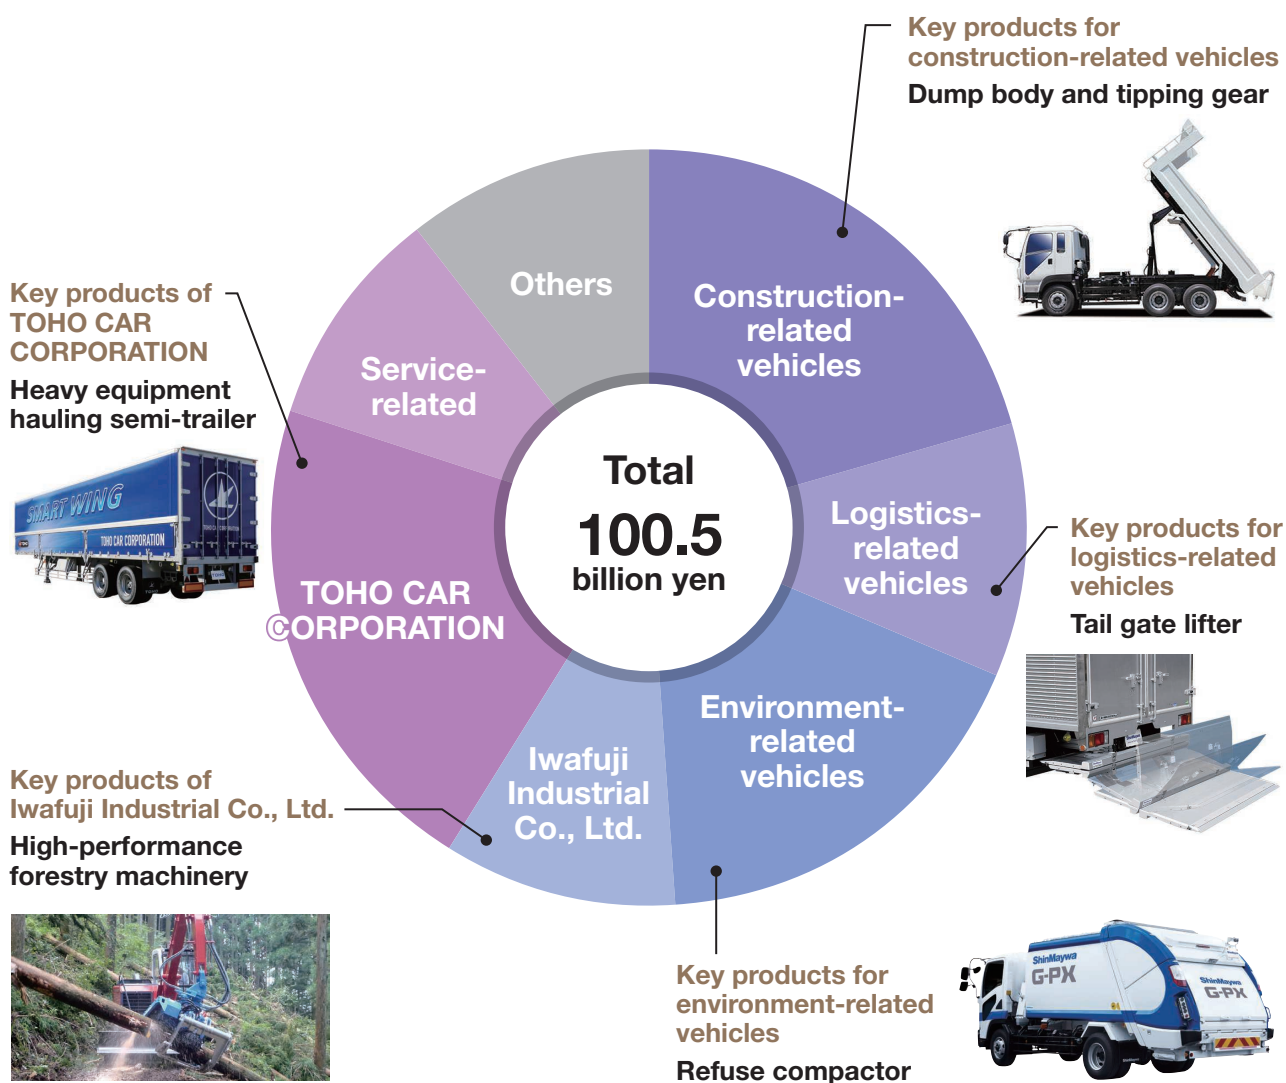 Key products for
construction-related vehicles
Dump body and tipping gear
Others
Construction-
related
vehicles
Key products of
TOHO CAR
CORPORATION
Heavy equipment
hauling semi-trailer
SMART WING
TOHO CAR CORPORATION
TOHO CAR CORPORATION
Service-
related
Total
100.5
billion yen
Logistics-
related
vehicles
Key products for
logistics-related
vehicles
Tail gate lifter
TOHO CAR
CORPORATION
Environment-
related
vehicles
Iwafuji
Industrial
Co., Ltd.
Key products of
Iwafuji Industrial Co., Ltd.
High-performance
forestry machinery
Key products for
environment-related
vehicles
Refuse compactor
ShinMaywa
G-PX
ShinMaywa
G-PX